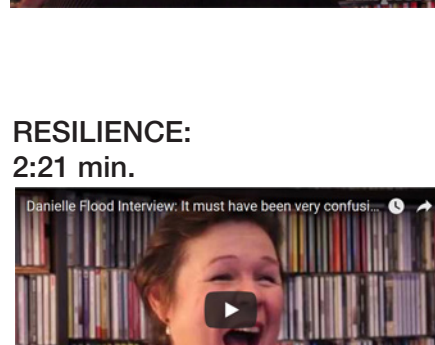 RESILIENCE:
2:21 min.
Danielle Flood Interview: It must have been very confusi...